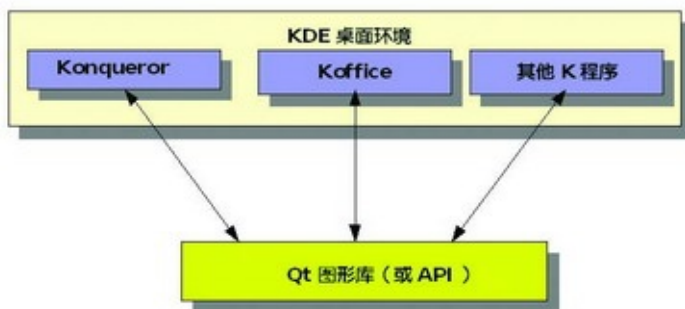 KDE 桌面环境
Konqueror
Koffice
其他 K 程序
Qt 图形库（或 API ）